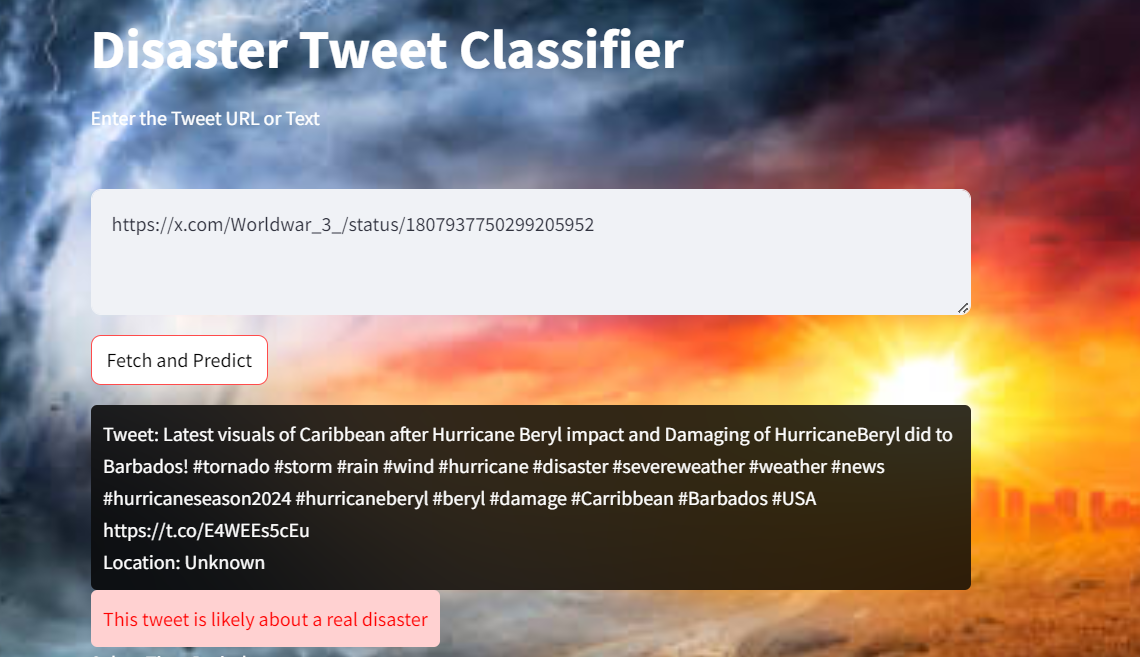 Disaster Tweet Classifier
Enter the Tweet URL or Text
https://x.com/Worldwar_3_/status/1807937750299205952
Fetch and Predict
Tweet: Latest visuals of Caribbean after Hurricane Beryl impact and Damaging of HurricaneBeryl did to
Barbados! #tornado #storm #rain #wind #hurricane #disaster #severeweather #weather #news
#hurricaneseason2024 #hurricaneberyl #beryl #damage #Carribbean #Barbados #USA
https://t.co/E4WEEs5cEu
Location: Unknown
This tweet is likely about a real disaster